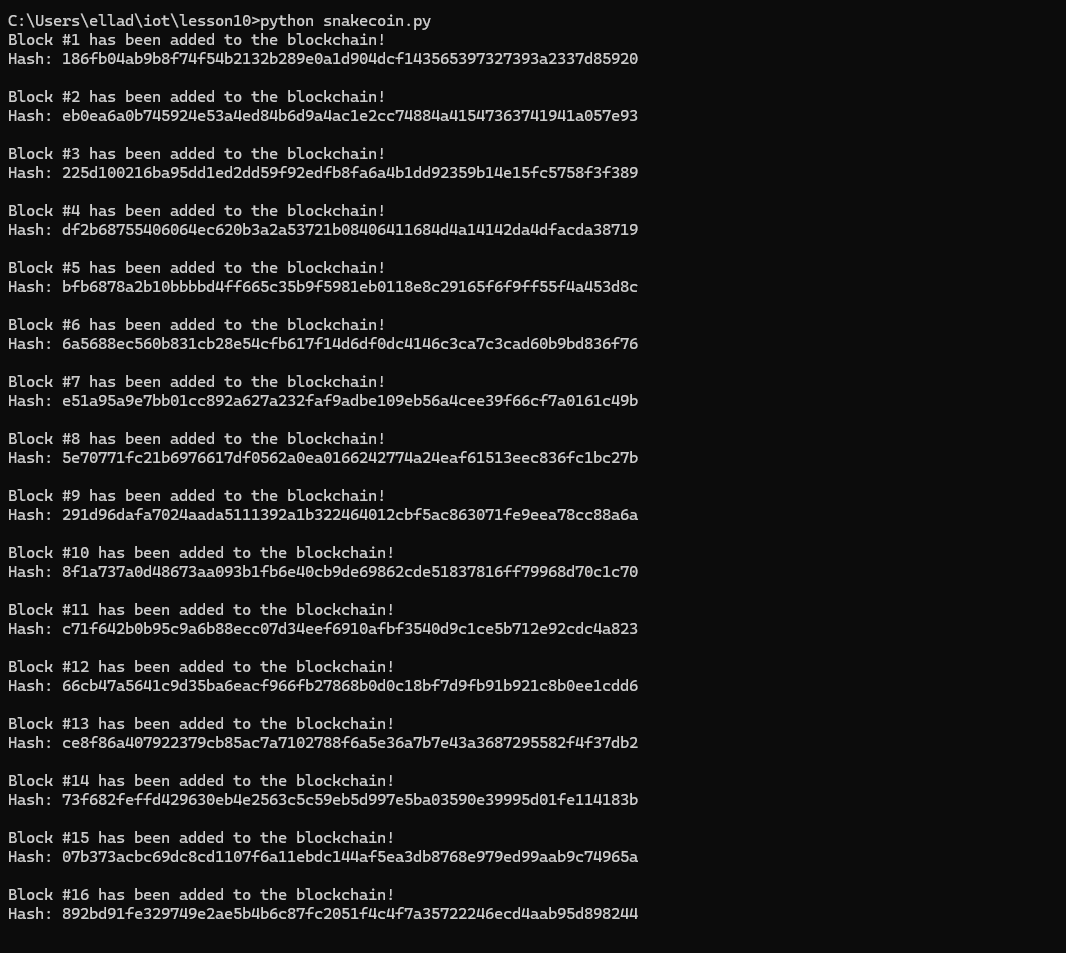 C:\Users\ellad\iot\lesson10>python snakecoin.py
Block #1 has been added to the blockchain!
Hash: 186fb04ab9b8f74f54b2132b289e0a1d904dcf143565397327393a2337d85920
Block #2 has been added to the blockchain!
Hash: eb0ea6a0b745924e53a4ed84b6d9a4ac1e2cc74884a41547363741941a057e93
Block #3 has been added to the blockchain!
Hash: 225d100216ba95dd1ed2dd59f92edfb8fa6a4b1dd92359b14e15fc5758f3f389
Block #4 has been added to the blockchain!
Hash: df2b68755406064ec620b3a2a53721b08406411684d4a14142da4dfacda38719
Block #5 has been added to the blockchain!
Hash: bfb6878a2b10bbbbd4ff665c35b9f5981eb0118e8c29165f6f9ff55f4a453d8c
Block #6 has been added to the blockchain!
Hash: 6a5688ec560b831cb28e54cfb617f14d6df0dc4146c3ca7c3cad60b9bd836f76
Block #7 has been added to the blockchain!
Hash: e51a95a9e7bb01cc892a627a232faf9adbe109eb56a4cee39f66cf7a0161c49b
Block #8 has been added to the blockchain!
Hash: 5e70771fc21b6976617df0562a0ea0166242774a24eaf61513eec836fc1bc27b
Block #9 has been added to the blockchain!
Hash: 291d96dafa7024aada5111392a1b322464012cbf5ac863071fe9eea78cc88a6a
Block #10 has been added to the blockchain!
Hash: 8f1a737a0d48673aa093b1fb6e40cb9de69862cde51837816ff79968d70c1c70
Block #11 has been added to the blockchain!
Hash: c71f642b0b95c9a6b88ecc07d34eef6910afbf3540d9c1ce5b712e92cdc4a823
Block #12 has been added to the blockchain!
Hash: 66cb47a5641c9d35ba6eacf966fb27868b0d0c18bf7d9fb91b921c8b0ee1cdd6
Block #13 has been added to the blockchain!
Hash: ce8f86a407922379cb85ac7a7102788f6a5e36a7b7e43a3687295582f4f37db2
Block #14 has been added to the blockchain!
Hash: 73f682feffd429630eb4e2563c5c59eb5d997e5ba03590e39995d01fe114183b
Block #15 has been added to the blockchain!
Hash: 07b373acbc69dc8cd1107f6a11ebdc144af5ea3db8768e979ed99aab9c74965a
Block #16 has been added to the blockchain!
Hash: 892bd91fe329749e2ae5b4b6c87fc2051f4c4f7a35722246ecd4aab95d898244